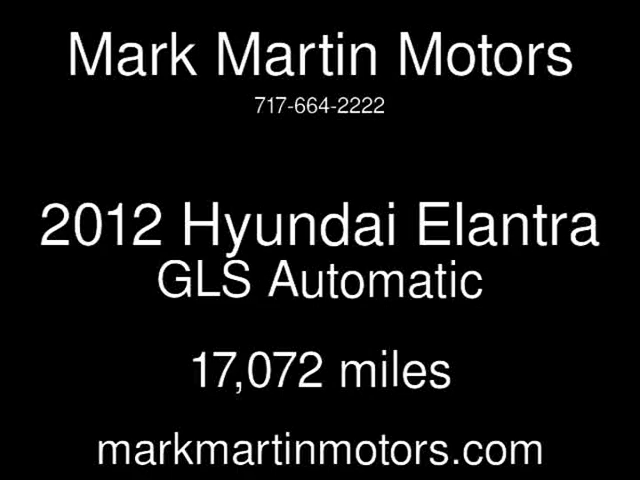 Mark Martin Motors
717-664-2222
2012 Hyundai Elantra
GLS Automatic
17,072 miles
markmartinmotors.com